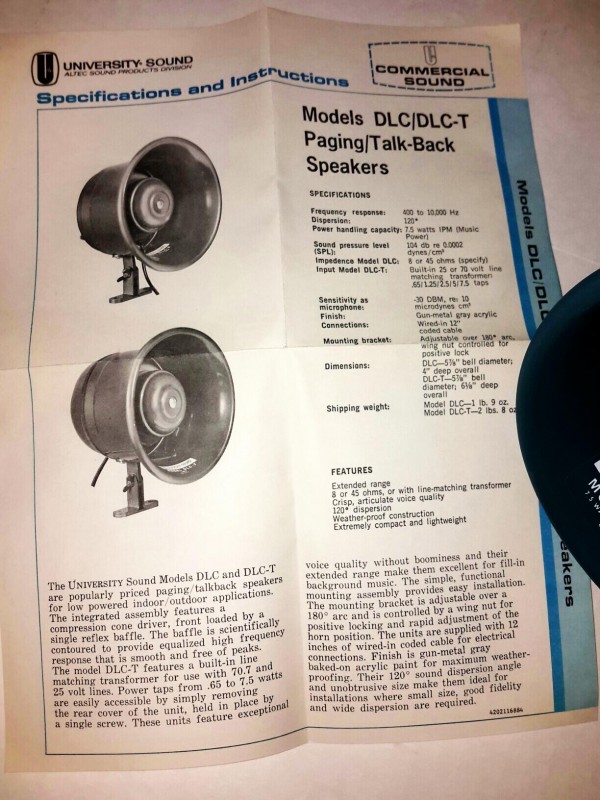 UNIVERSITY SOUND
ALTEC SOUND PRODUCTS DIVISION
Specifications and Instructions
COMMERCIAL
SOUND
Models DLC/DLC-T
Paging/Talk-Back
Speakers
SPECIFICATIONS
Frequency response: 400 to 10,000 Hz
Dispersion: 120°
Power handling capacity: 7.5 watts IPM (Music
Power)
Sound pressure level 104 db re 0.0002
(SPL): dynes/cm²
Impedence Model DLC: 8 or 45 ohms (specify)
Input Model DLC-T: Built-in 25 or 70 volt line
matching transformer:
.65/1.25/2.5/5/7.5 taps
Sensitivity as -30 DBM, re: 10
microphone: microdynes cm²
Finish: Gun-metal gray acrylic
Connections: Wired-in 12"
coded cable
Mounting bracket: Adjustable over 180° arc,
wing nut controlled for
positive lock
Dimensions: DLC—5⅞" bell diameter;
4" deep overall
DLC-T—5⅞" bell
diameter; 6⅛" deep
overall
Shipping weight: Model DLC—1 lb. 9 oz.
Model DLC-T—2 lbs. 8 oz
FEATURES
Extended range
8 or 45 ohms, or with line-matching transformer
Crisp, articulate voice quality
120° dispersion
Weather-proof construction
Extremely compact and lightweight
The UNIVERSITY Sound Models DLC and DLC-T
are popularly priced paging/talkback speakers
for low powered indoor/outdoor applications.
The integrated assembly features a
compression cone driver, front loaded by a
single reflex baffle. The baffle is scientifically
contoured to provide equalized high frequency
response that is smooth and free of peaks.
The model DLC-T features a built-in line
matching transformer for use with 70.7 and
25 volt lines. Power taps from .65 to 7.5 watts
are easily accessible by simply removing
the rear cover of the unit, held in place by
a single screw. These units feature exceptional
voice quality without boominess and their
extended range make them excellent for fill-in
background music. The simple, functional
mounting assembly provides easy installation.
The mounting bracket is adjustable over a
180° arc and is controlled by a wing nut for
positive locking and rapid adjustment of the
horn position. The units are supplied with 12
inches of wired-in coded cable for electrical
connections. Finish is gun-metal gray
baked-on acrylic paint for maximum weather-
proofing. Their 120° sound dispersion angle
and unobtrusive size make them ideal for
installations where small size, good fidelity
and wide dispersion are required.
4202116884
Models DLC/DLC
eakers